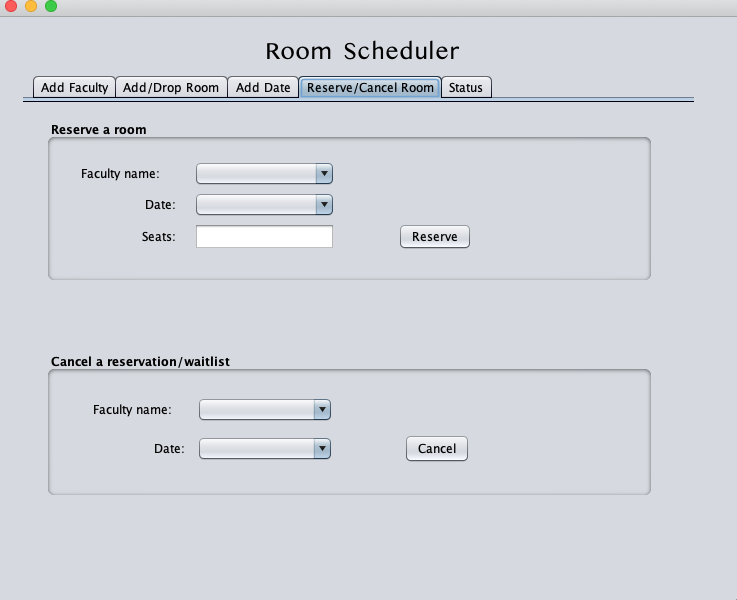 Room Scheduler
Add Faculty Add/Drop Room Add Date Reserve/Cancel Room Status
Reserve a room
Faculty name:
Date:
Seats: Reserve
Cancel a reservation/waitlist
Faculty name:
Date: Cancel